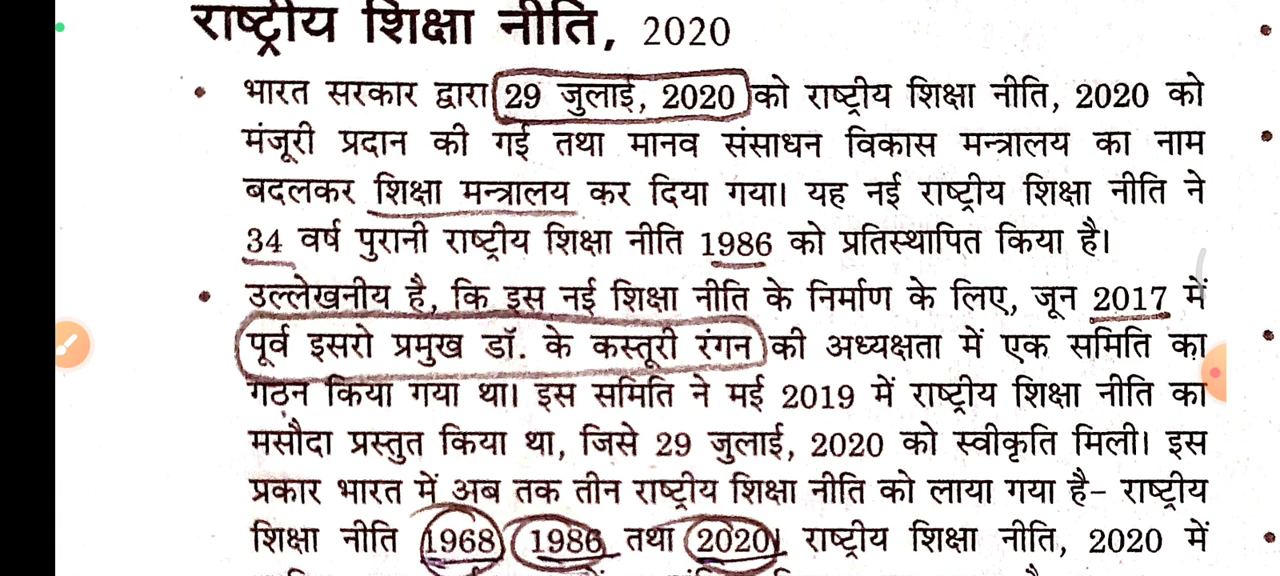 राष्ट्रीय शिक्षा नीति, 2020
• भारत सरकार द्वारा 29 जुलाई, 2020 को राष्ट्रीय शिक्षा नीति, 2020 को
मंजूरी प्रदान की गई तथा मानव संसाधन विकास मन्त्रालय का नाम
बदलकर शिक्षा मन्त्रालय कर दिया गया। यह नई राष्ट्रीय शिक्षा नीति ने
34 वर्ष पुरानी राष्ट्रीय शिक्षा नीति 1986 को प्रतिस्थापित किया है।
• उल्लेखनीय है, कि इस नई शिक्षा नीति के निर्माण के लिए, जून 2017 में
पूर्व इसरो प्रमुख डॉ. के कस्तूरी रंगन की अध्यक्षता में एक समिति का
गठन किया गया था। इस समिति ने मई 2019 में राष्ट्रीय शिक्षा नीति का
मसौदा प्रस्तुत किया था, जिसे 29 जुलाई, 2020 को स्वीकृति मिली। इस
प्रकार भारत में अब तक तीन राष्ट्रीय शिक्षा नीति को लाया गया है- राष्ट्रीय
शिक्षा नीति 1968 1986 तथा 2020। राष्ट्रीय शिक्षा नीति, 2020 में